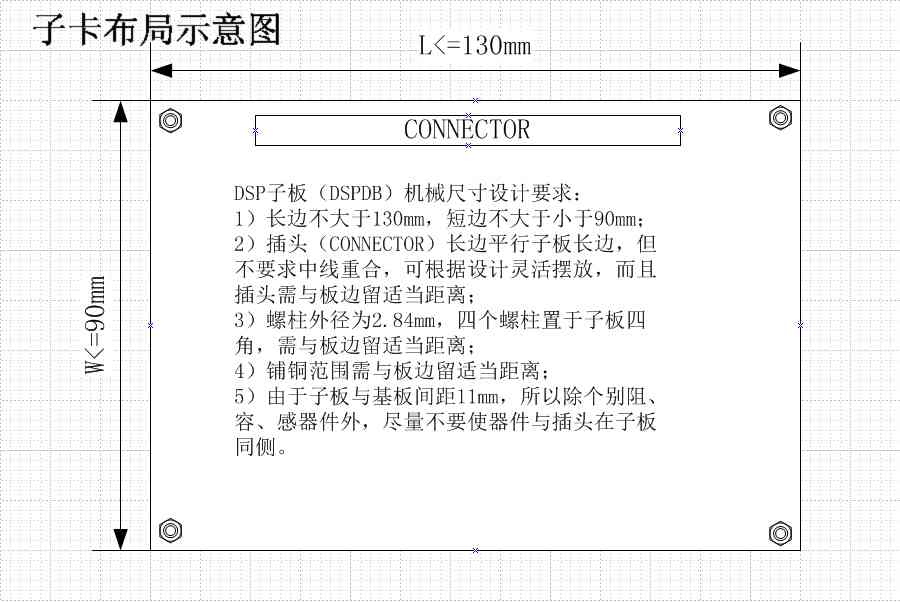 子卡布局示意图
L<=130mm
CONNECTOR
W<=90mm
DSP子板（DSPDB）机械尺寸设计要求：
1）长边不大于130mm，短边不大于小于90mm；
2）插头（CONNECTOR）长边平行子板长边，但
不要求中线重合，可根据设计灵活摆放，而且
插头需与板边留适当距离；
3）螺柱外径为2.84mm，四个螺柱置于子板四
角，需与板边留适当距离；
4）铺铜范围需与板边留适当距离；
5）由于子板与基板间距11mm，所以除个别阻、
容、感器件外，尽量不要使器件与插头在子板
同侧。